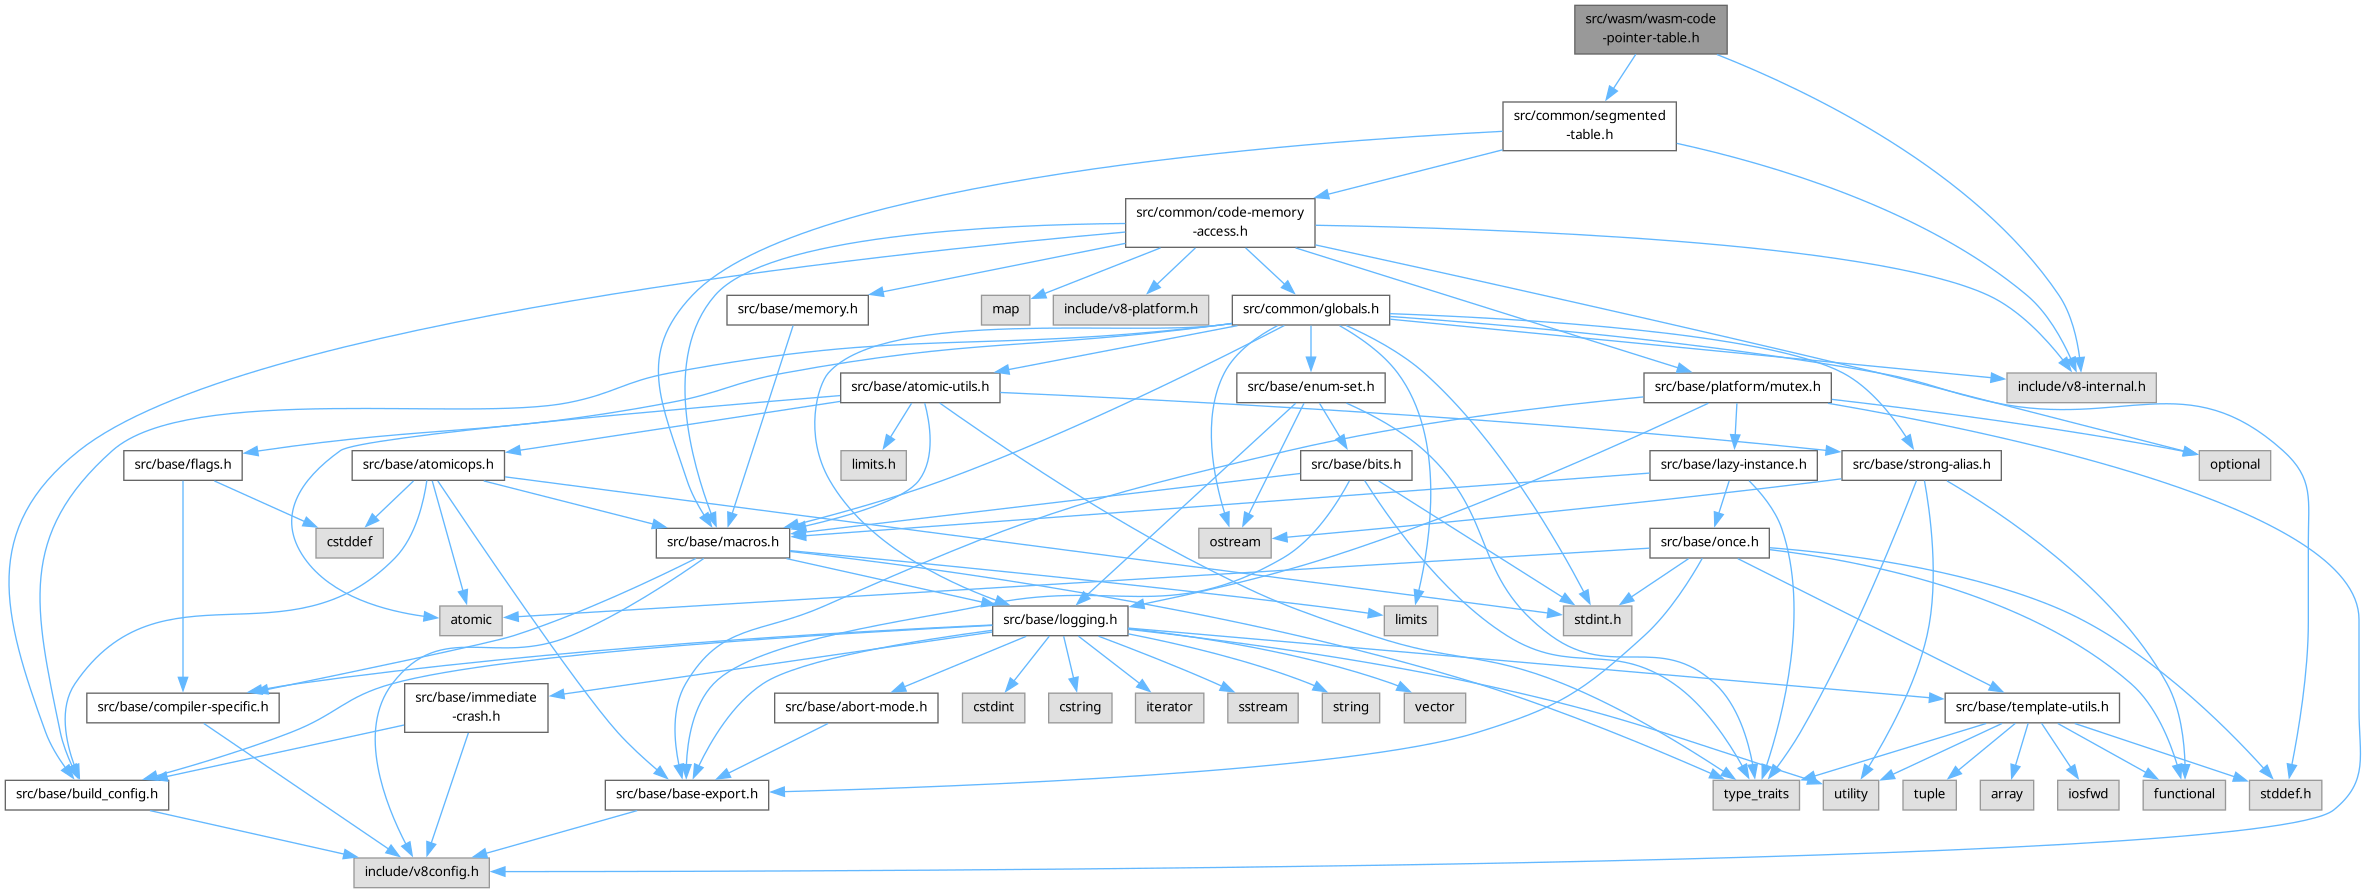 src/wasm/wasm-code
-pointer-table.h
src/common/segmented
-table.h
src/common/code-memory
-access.h
src/base/memory.h
map
include/v8-platform.h
src/common/globals.h
src/base/atomic-utils.h
src/base/enum-set.h
src/base/platform/mutex.h
include/v8-internal.h
src/base/flags.h
src/base/atomicops.h
limits.h
src/base/bits.h
src/base/lazy-instance.h
src/base/strong-alias.h
optional
cstddef
src/base/macros.h
ostream
src/base/once.h
atomic
src/base/logging.h
limits
stdint.h
src/base/compiler-specific.h
src/base/immediate
-crash.h
src/base/abort-mode.h
cstdint
cstring
iterator
sstream
string
vector
src/base/template-utils.h
src/base/build_config.h
src/base/base-export.h
type_traits
utility
tuple
array
iosfwd
functional
stddef.h
include/v8config.h